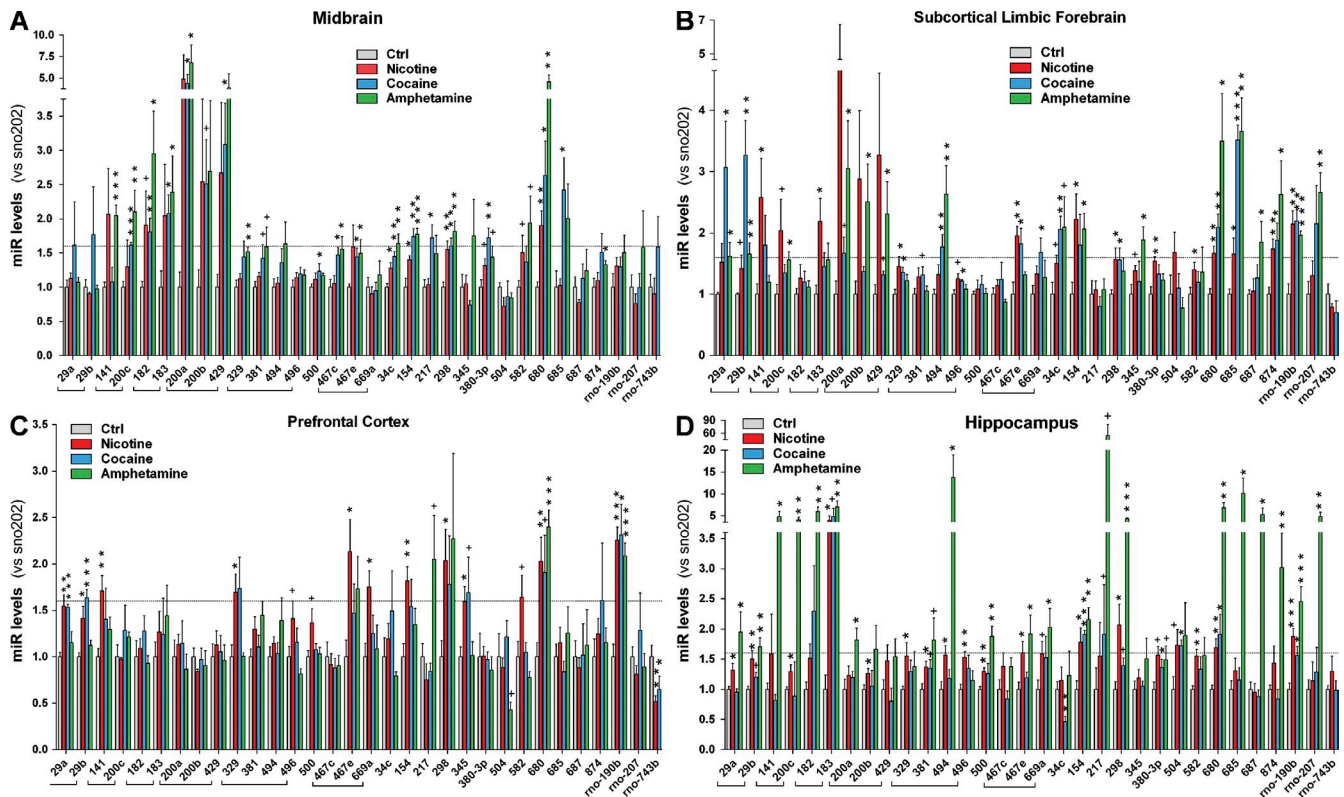 A
Midbrain
miR levels (vs sno202)
10.0
7.5
5.0
3.5
3.0
2.5
2.0
1.5
1.0
0.5
0.0
Ctrl
Nicotine
Cocaine
Amphetamine
29a 29b 141 200c 182 183 200a 200b 429 329 381 494 496 500 467c 467e 669a 34c 154 217 298 345 380-3p 504 582 680 685 687 874 rno-190b rno-207 rno-743b
B
Subcortical Limbic Forebrain
miR levels (vs sno202)
7
5
4
2
1
0
Ctrl
Nicotine
Cocaine
Amphetamine
29a 29b 141 200c 182 183 200a 200b 429 329 381 494 496 500 467c 467e 669a 34c 154 217 298 345 380-3p 504 582 680 685 687 874 rno-190b rno-207 rno-743b
C
Prefrontal Cortex
miR levels (vs sno202)
3.5
3.0
2.5
2.0
1.5
1.0
0.5
0.0
Ctrl
Nicotine
Cocaine
Amphetamine
29a 29b 141 200c 182 183 200a 200b 429 329 381 494 496 500 467c 467e 669a 34c 154 217 298 345 380-3p 504 582 680 685 687 874 rno-190b rno-207 rno-743b
D
Hippocampus
miR levels (vs sno202)
90
60
30
20
15
10
5
3.5
3.0
2.5
2.0
1.5
1.0
0.5
0.0
Ctrl
Nicotine
Cocaine
Amphetamine
29a 29b 141 200c 182 183 200a 200b 429 329 381 494 496 500 467c 467e 669a 34c 154 217 298 345 380-3p 504 582 680 685 687 874 rno-190b rno-207 rno-743b